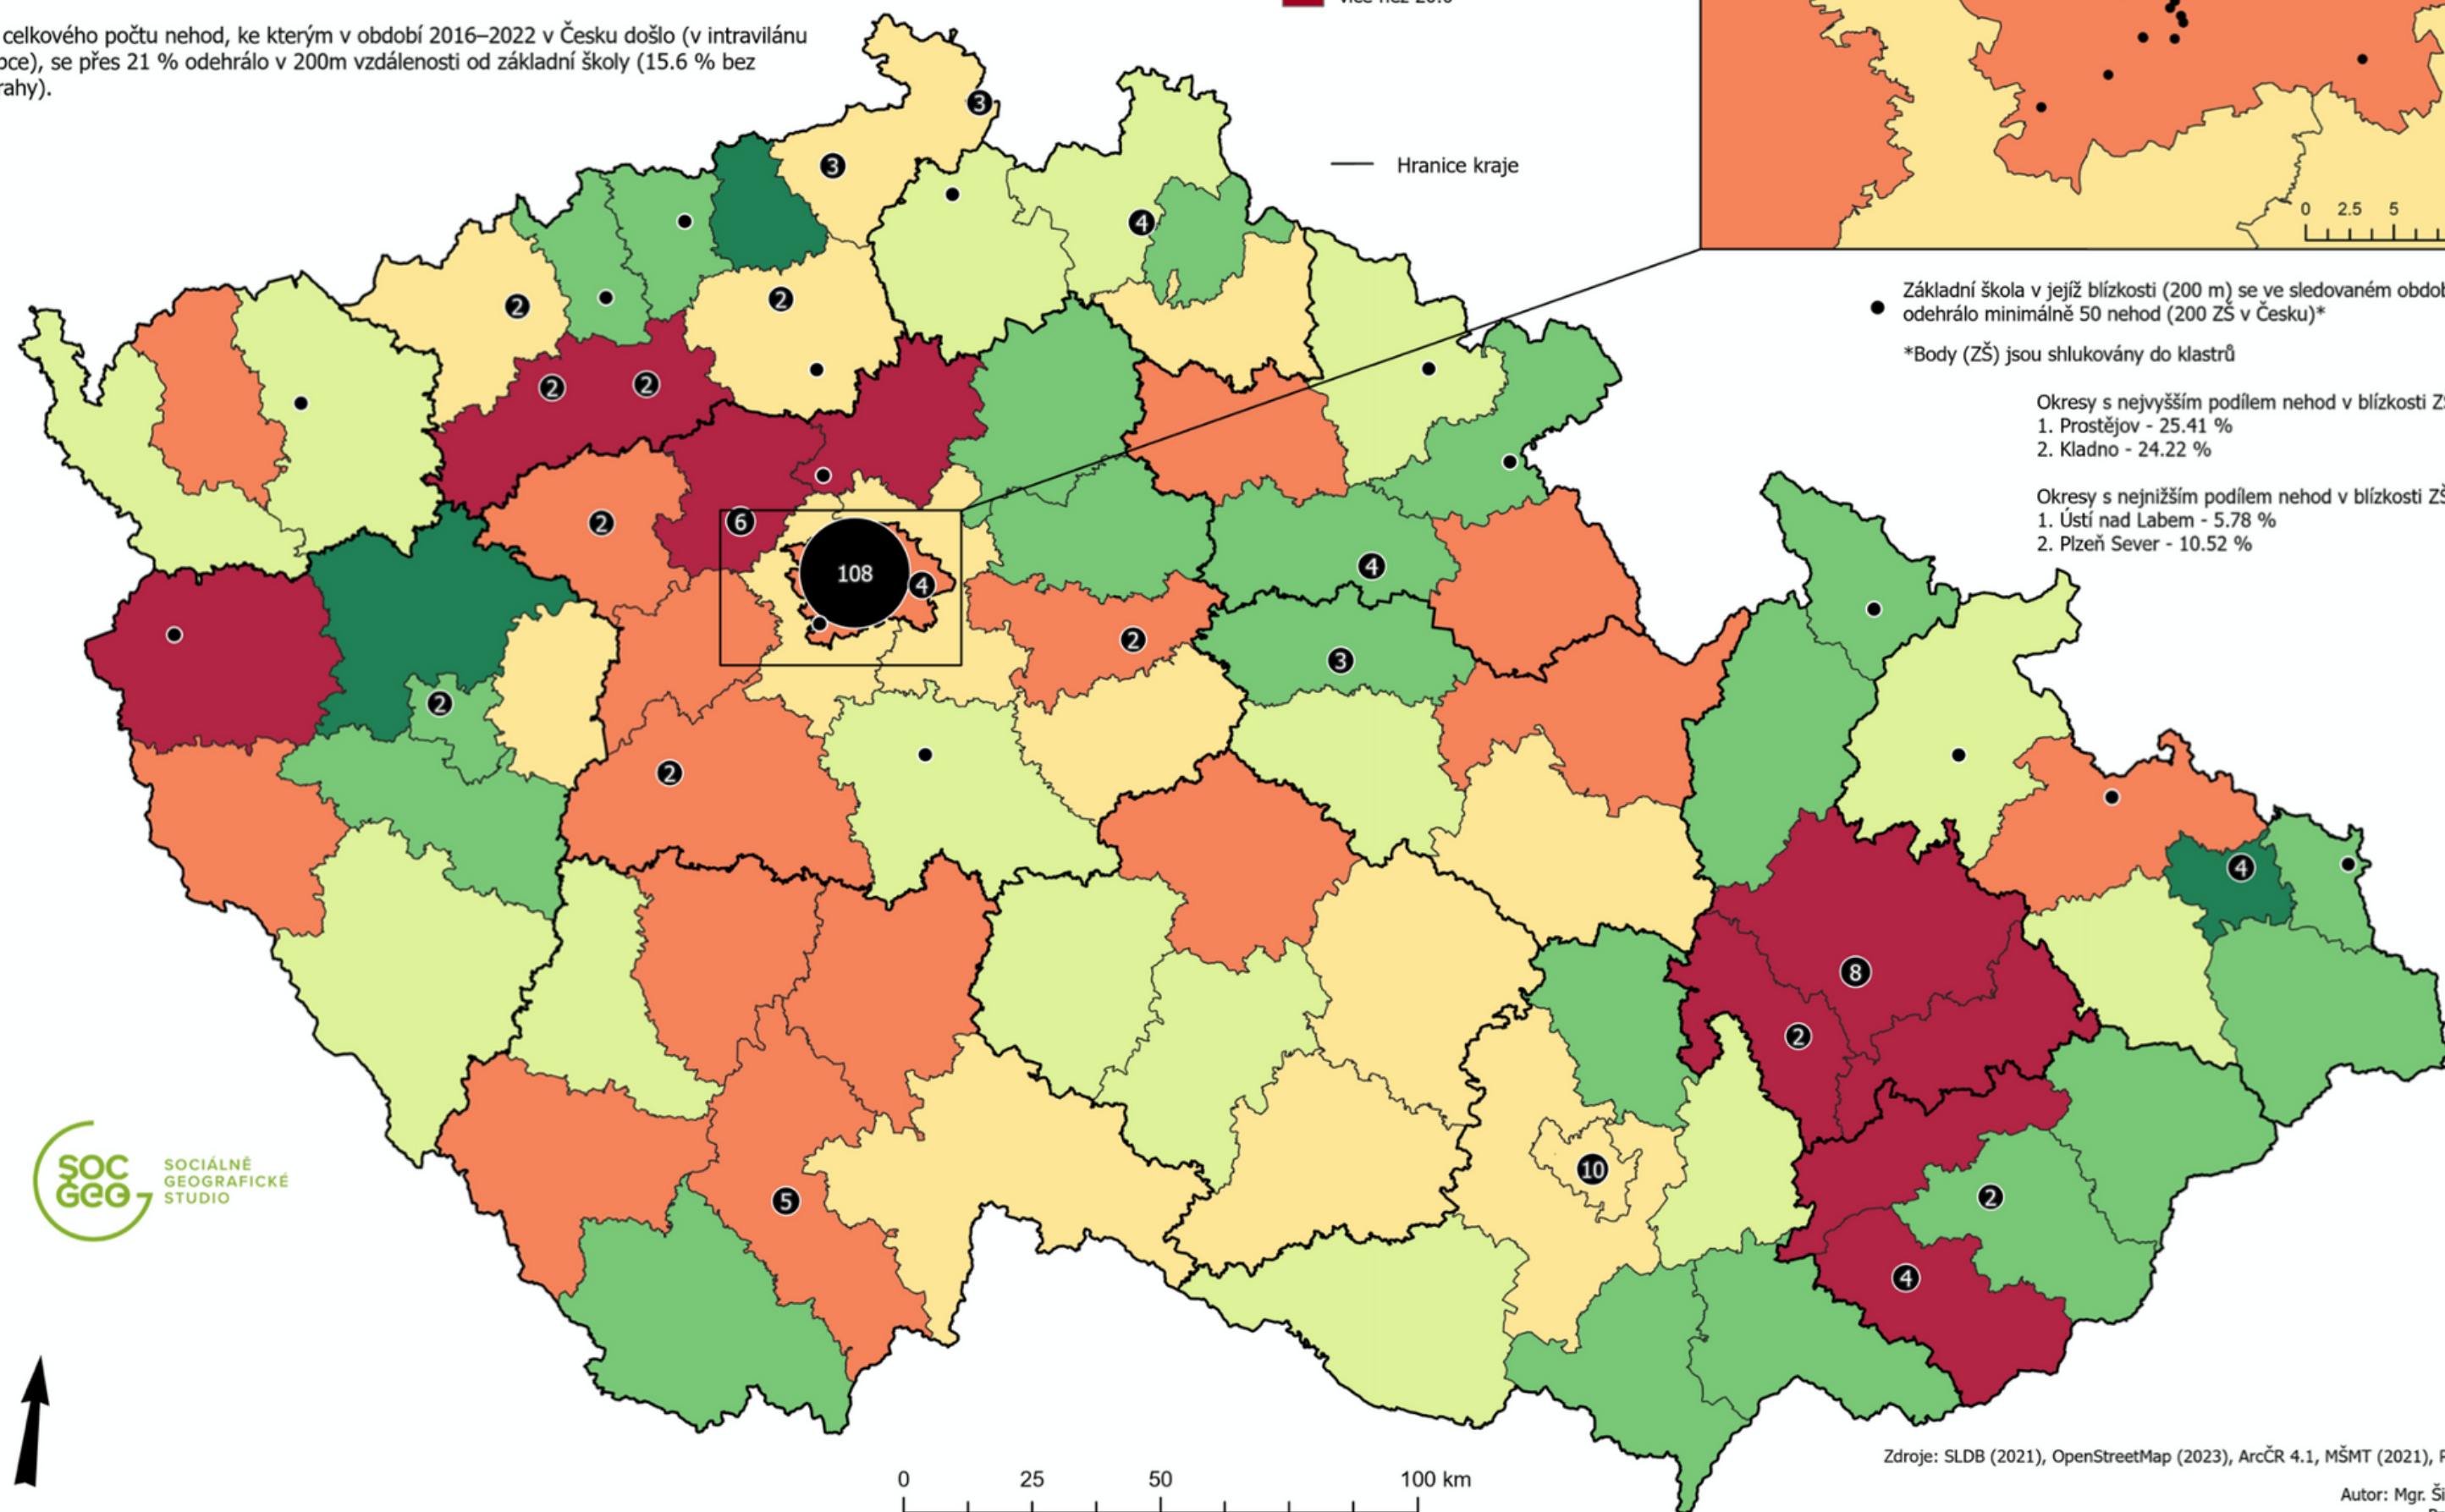 celkového počtu nehod, ke kterým v období 2016–2022 v Česku došlo (v intravilánu
se přes 21 % odehrálo v 200m vzdálenosti od základní školy (15.6 % bez
Hranice kraje
0 2.5 5
Základní škola v jejíž blízkosti (200 m) se ve sledovaném
odehrálo minimálně 50 nehod (200 ZŠ v Česku)*
*Body (ZŠ) jsou shlukovány do klastrů
Okresy s nejvyšším podílem nehod v blízkosti
1. Prostějov - 25.41 %
2. Kladno - 24.22 %
Okresy s nejnižším podílem nehod v blízkosti
1. Ústí nad Labem - 5.78 %
2. Plzeň Sever - 10.52 %
3
3
4
2
2
2
2
2
6
108
4
4
2
3
2
2
4
8
2
10
2
5
4
SOC
GEO
SOCIÁLNĚ
GEOGRAFICKÉ
STUDIO
0 25 50 100 km
Zdroje: SLDB (2021), OpenStreetMap (2023), ArcČR 4.1, MŠMT (2021),
Autor: Mgr.